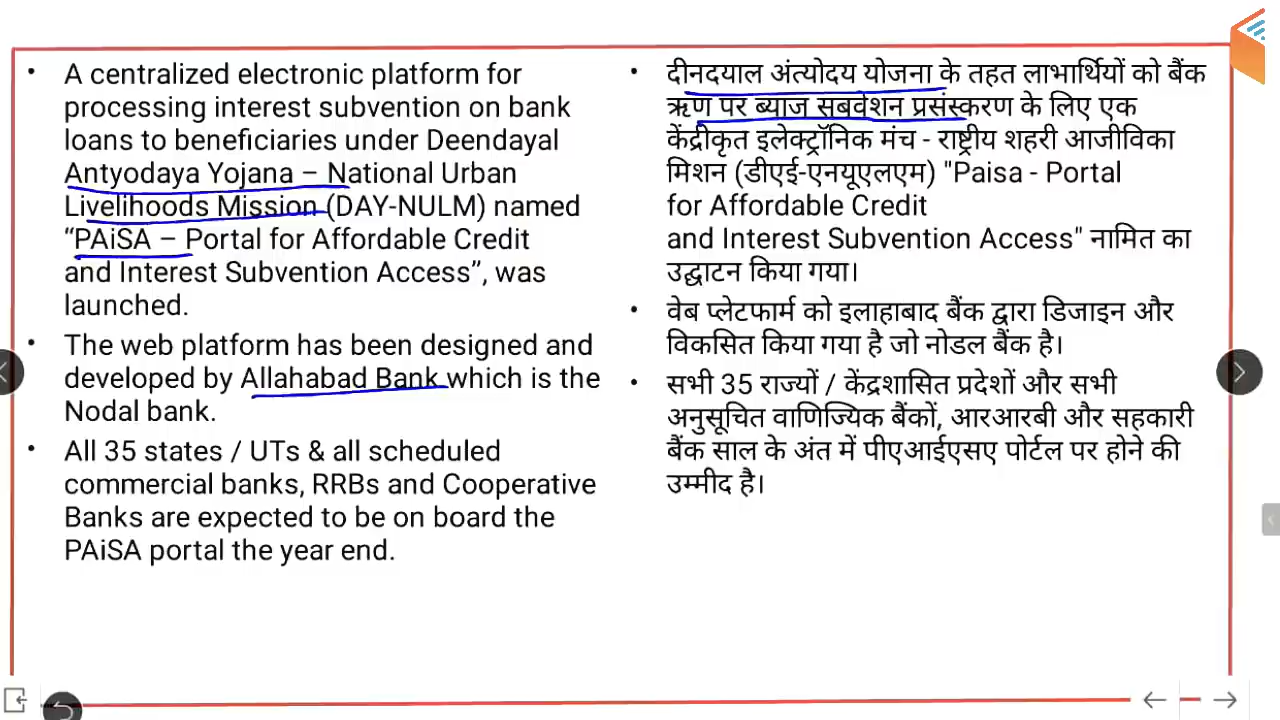 A centralized electronic platform for
processing interest subvention on bank
loans to beneficiaries under Deendayal
Antyodaya Yojana – National Urban
Livelihoods Mission (DAY-NULM) named
“PAiSA – Portal for Affordable Credit
and Interest Subvention Access”, was
launched.
The web platform has been designed and
developed by Allahabad Bank which is the
Nodal bank.
All 35 states / UTs & all scheduled
commercial banks, RRBs and Cooperative
Banks are expected to be on board the
PAiSA portal the year end.
दीनदयाल अंत्योदय योजना के तहत लाभार्थियों को बैंक
ऋण पर ब्याज सबवेशन प्रसंस्करण के लिए एक
केंद्रीकृत इलेक्ट्रॉनिक मंच - राष्ट्रीय शहरी आजीविका
मिशन (डीएई-एनयूएलएम) "Paisa - Portal
for Affordable Credit
and Interest Subvention Access" नामित का
उद्घाटन किया गया।
वेब प्लेटफार्म को इलाहाबाद बैंक द्वारा डिजाइन और
विकसित किया गया है जो नोडल बैंक है।
सभी 35 राज्यों / केंद्रशासित प्रदेशों और सभी
अनुसूचित वाणिज्यिक बैंकों, आरआरबी और सहकारी
बैंक साल के अंत में पीएआईएसए पोर्टल पर होने की
उम्मीद है।